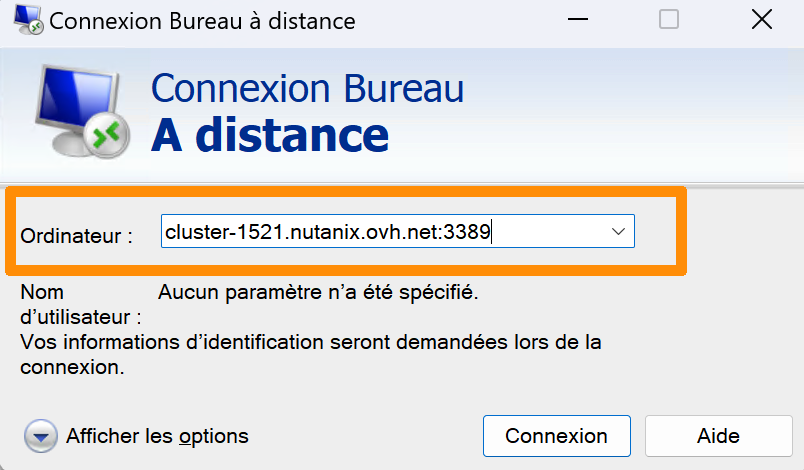 Connexion Bureau à distance
Connexion Bureau
A distance
Ordinateur :
cluster-1521.nutanix.ovh.net:3389
Nom
d’utilisateur :
Aucun paramètre n’a été spécifié.
Vos informations d’identification seront demandées lors de la
connexion.
Afficher les options
Connexion
Aide